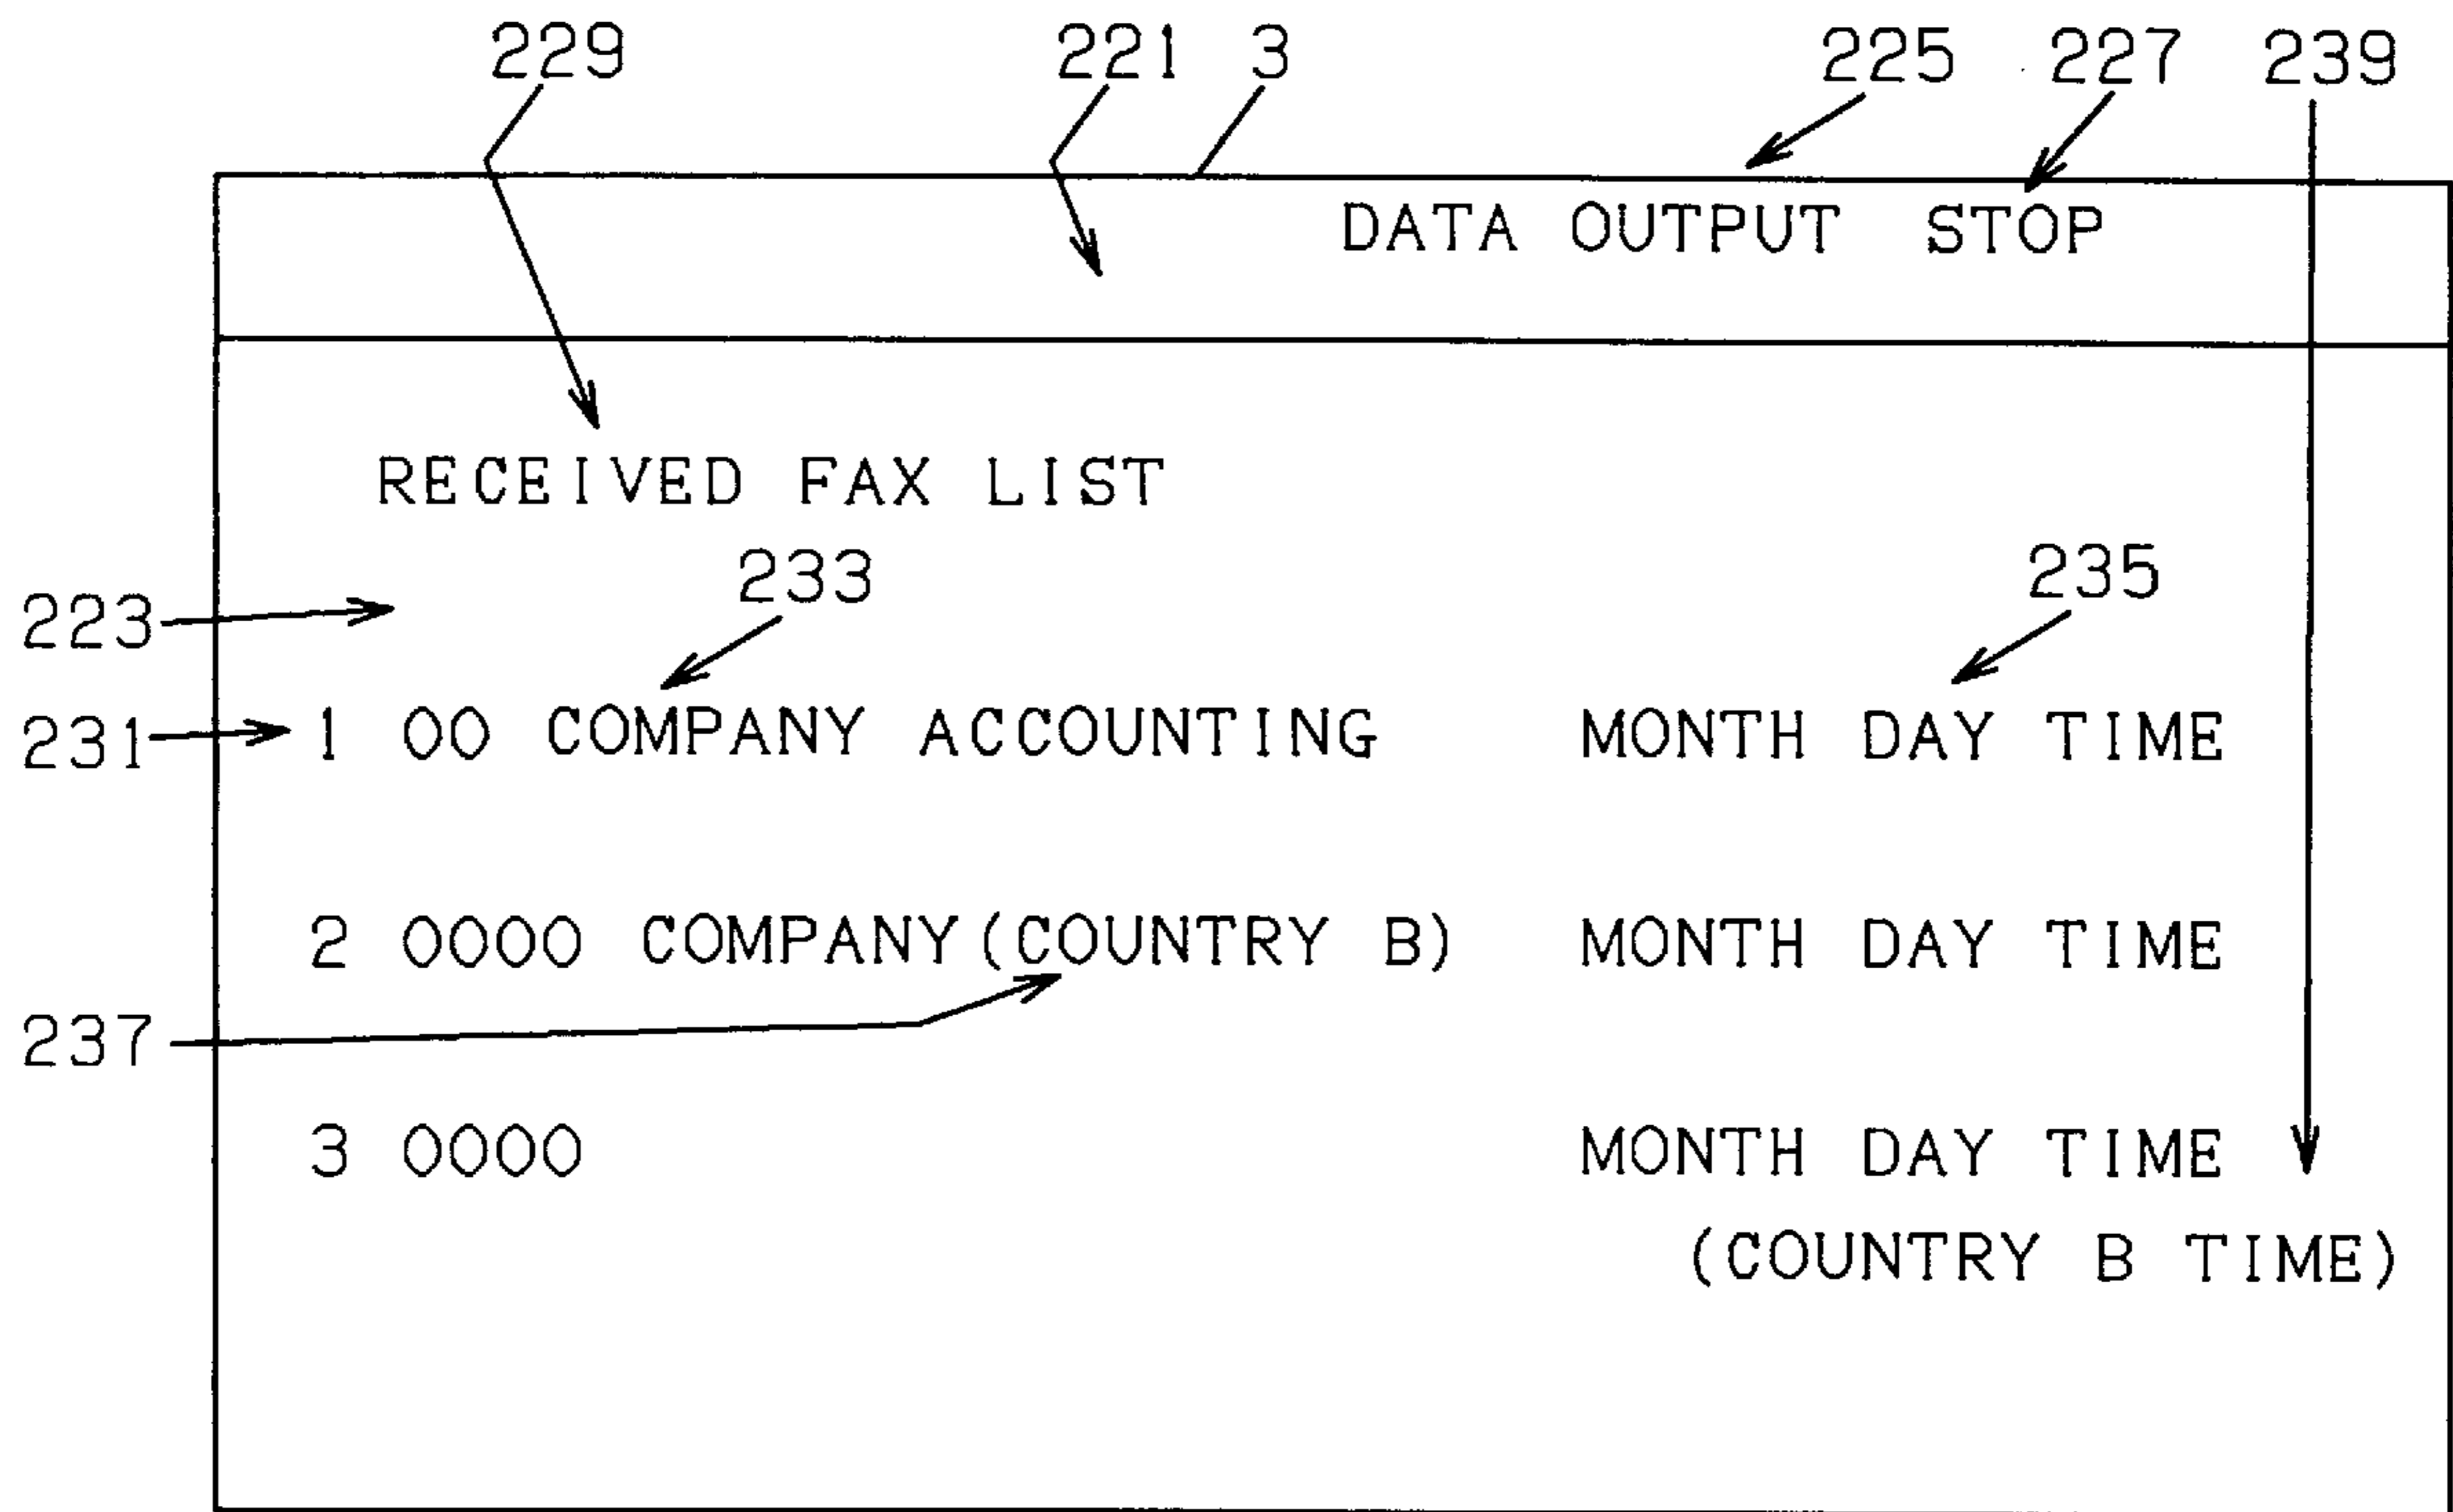 229 221 3 225 227 239
DATA OUTPUT STOP
RECEIVED FAX LIST
233 235
223
231 1 00 COMPANY ACCOUNTING MONTH DAY TIME
2 0000 COMPANY(COUNTRY B) MONTH DAY TIME
237
3 0000 MONTH DAY TIME
(COUNTRY B TIME)